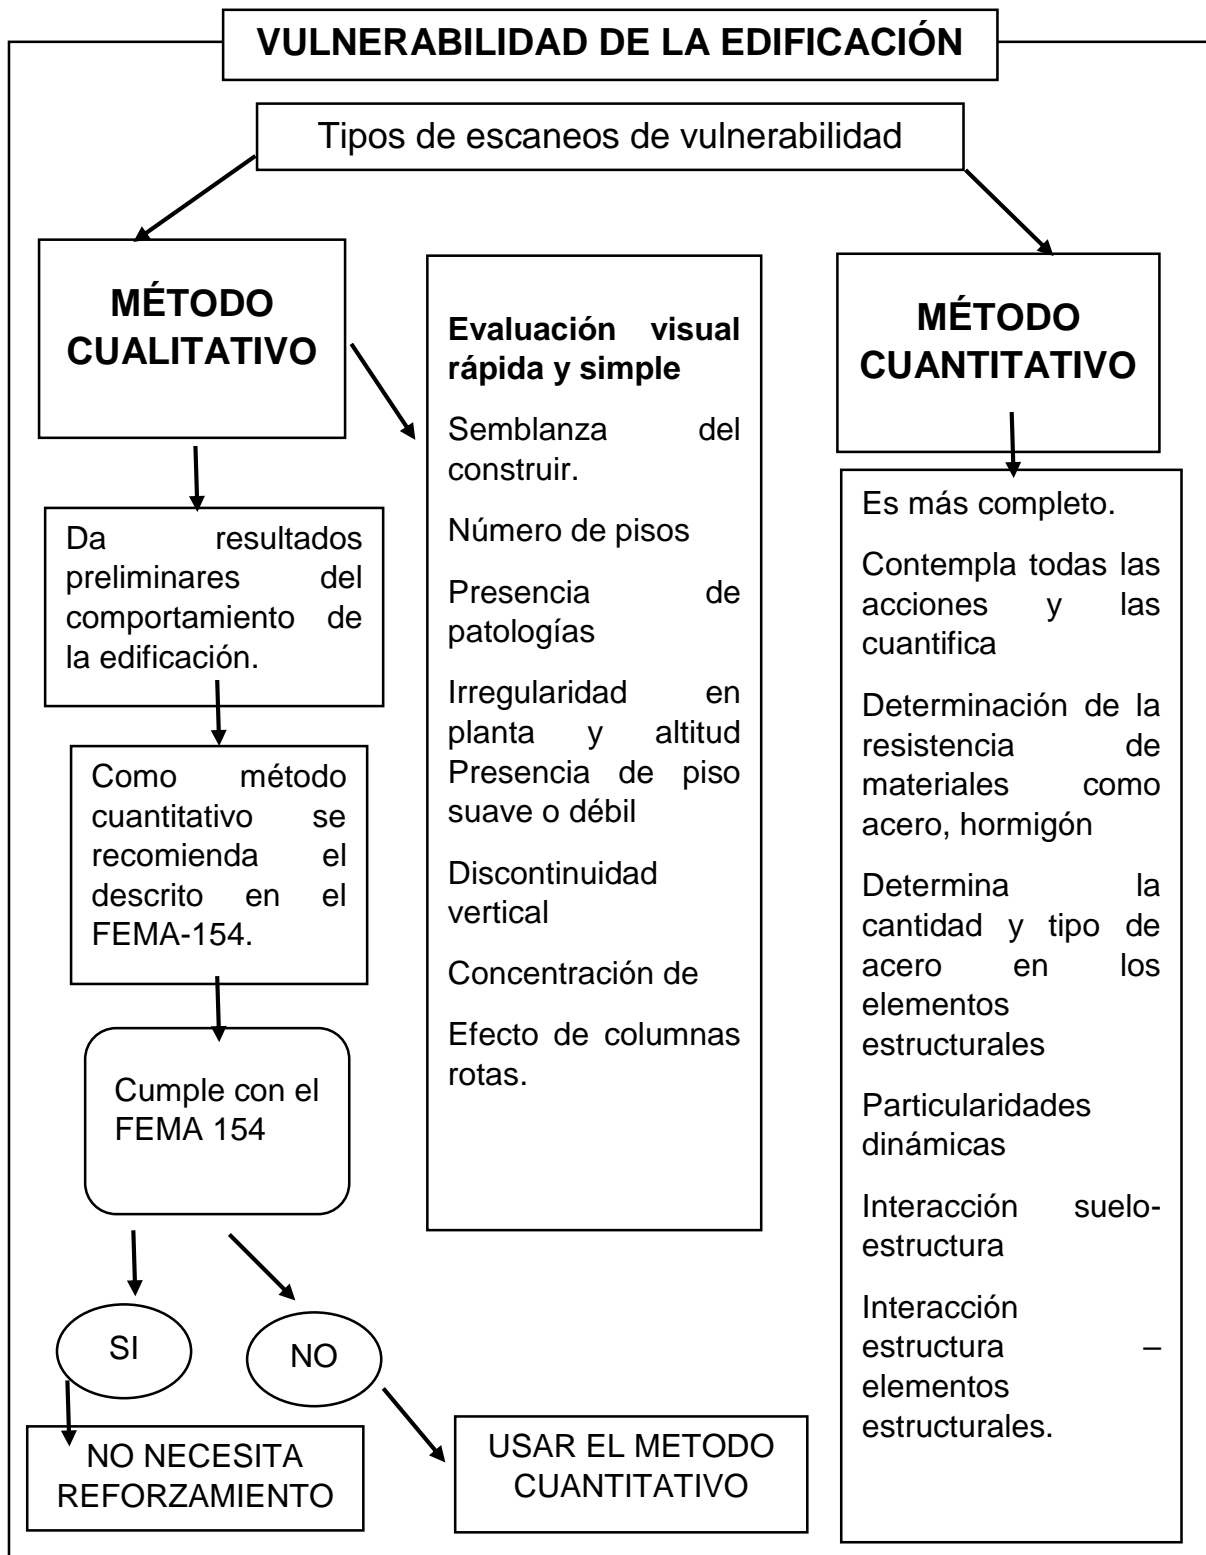 VULNERABILIDAD DE LA EDIFICACIÓN
Tipos de escaneos de vulnerabilidad
MÉTODO
CUALITATIVO
Da resultados
preliminares del
comportamiento de
la edificación.
Como método
cuantitativo se
recomienda el
descrito en el
FEMA-154.
Cumple con el
FEMA 154
SI
NO
NO NECESITA
REFORZAMIENTO
USAR EL METODO
CUANTITATIVO
Evaluación visual
rápida y simple
Semblanza del
construir.
Número de pisos
Presencia de
patologías
Irregularidad en
planta y altitud
Presencia de piso
suave o débil
Discontinuidad
vertical
Concentración de
Efecto de columnas
rotas.
MÉTODO
CUANTITATIVO
Es más completo.
Contempla todas las
acciones y las
cuantifica
Determinación de la
resistencia de
materiales como
acero, hormigón
Determina la
cantidad y tipo de
acero en los
elementos
estructurales
Particularidades
dinámicas
Interacción suelo-
estructura
Interacción
estructura –
elementos
estructurales.